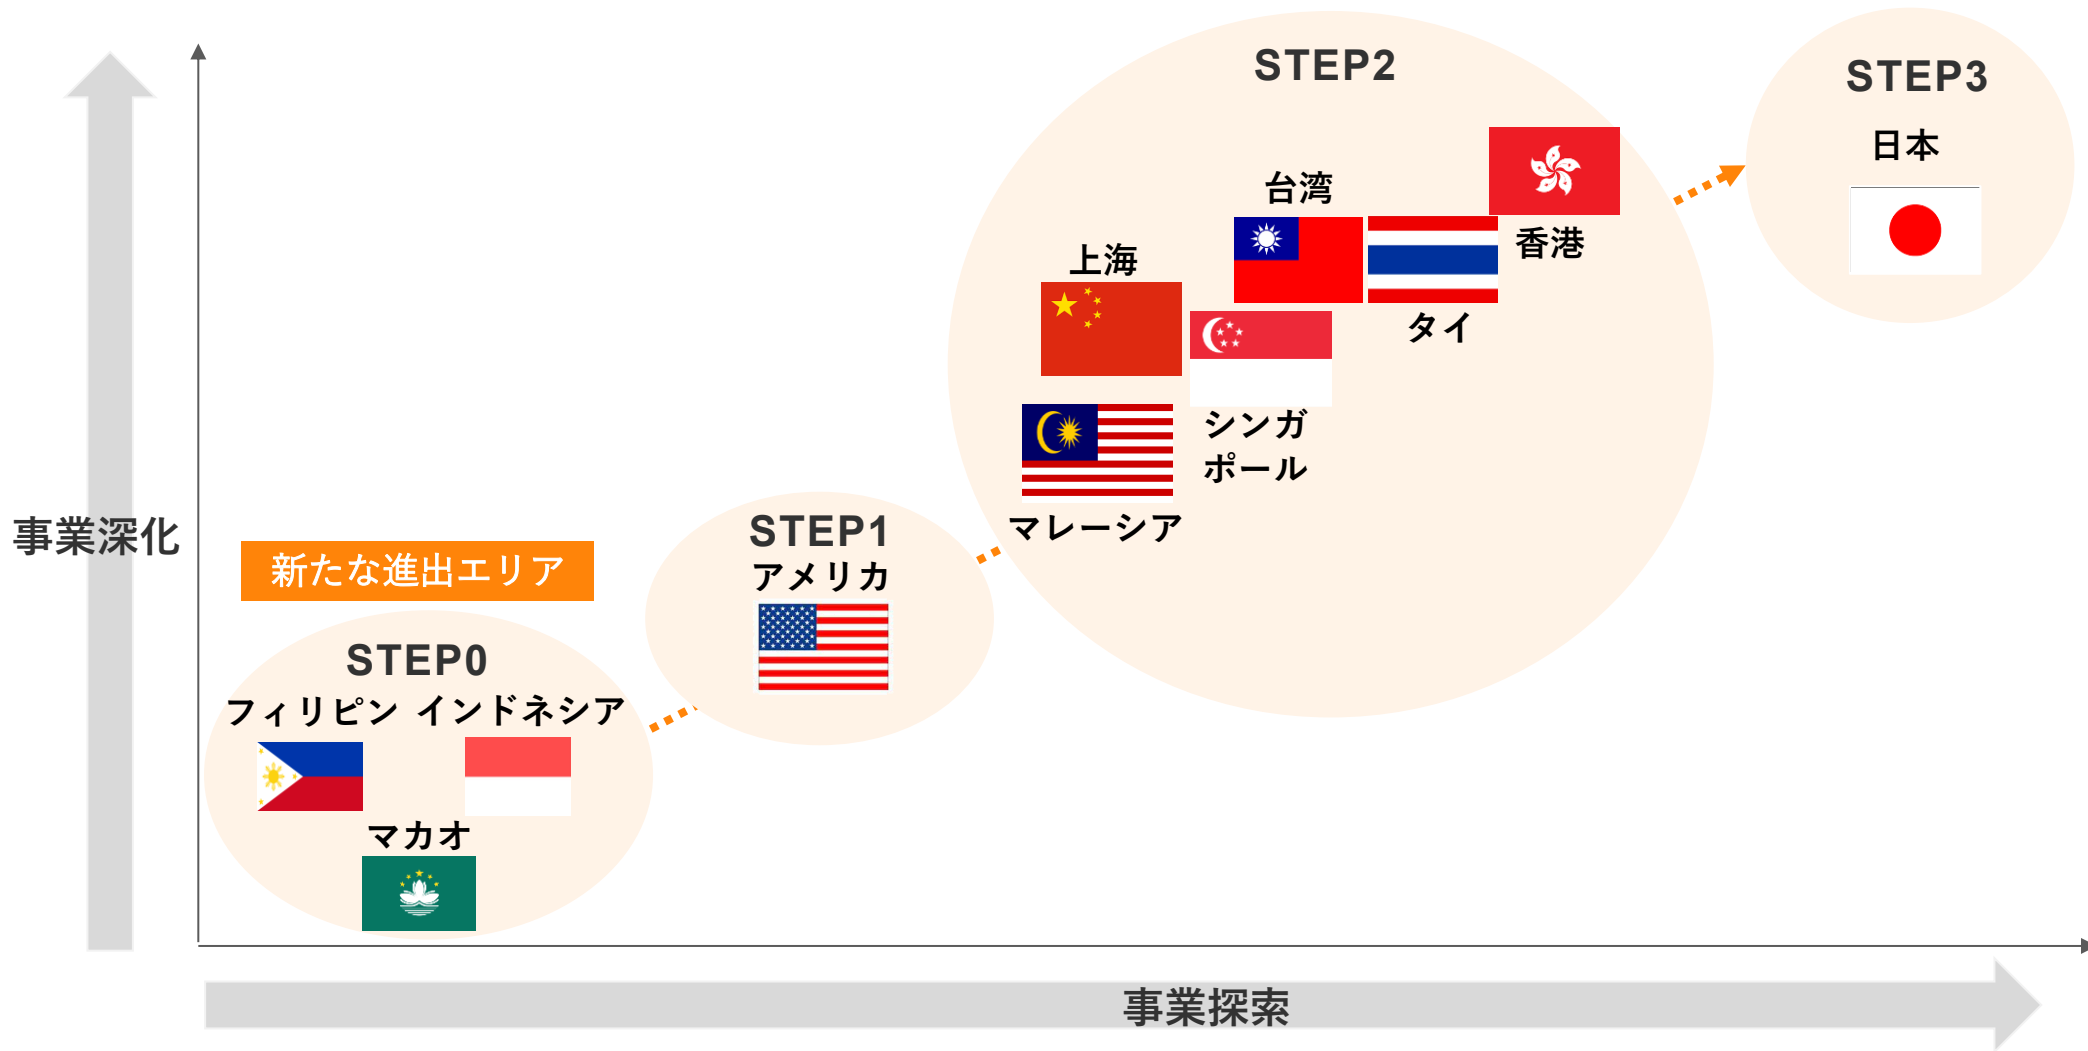 STEP2
STEP3
日本
台湾
香港
上海
タイ
シンガ
ポール
マレーシア
事業深化
STEP1
アメリカ
新たな進出エリア
STEP0
フィリピン インドネシア
マカオ
事業探索